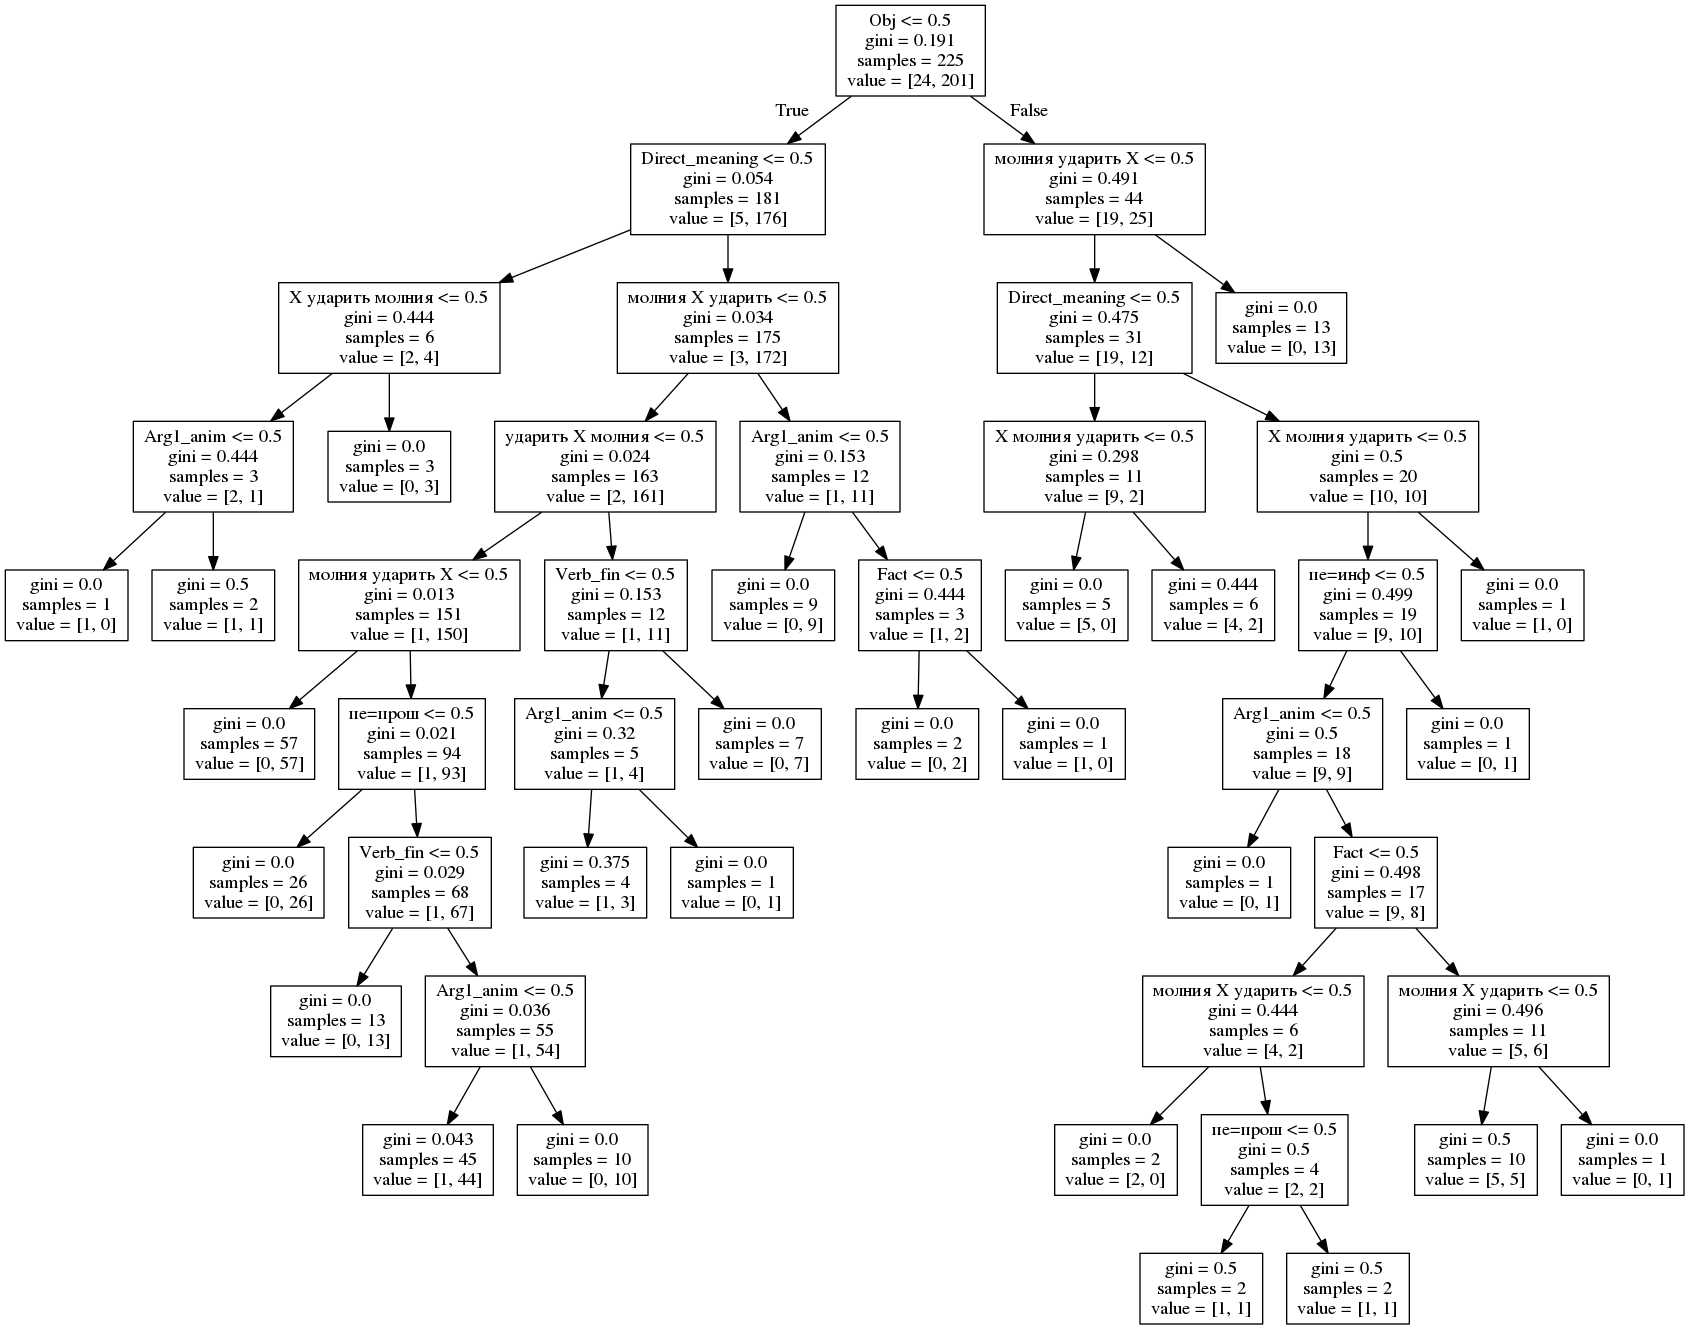 Obj <= 0.5
gini = 0.191
samples = 225
value = [24, 201]
True
False
Direct_meaning <= 0.5
gini = 0.054
samples = 181
value = [5, 176]
молния ударить X <= 0.5
gini = 0.491
samples = 44
value = [19, 25]
X ударить молния <= 0.5
gini = 0.444
samples = 6
value = [2, 4]
молния X ударить <= 0.5
gini = 0.034
samples = 175
value = [3, 172]
Direct_meaning <= 0.5
gini = 0.475
samples = 31
value = [19, 12]
gini = 0.0
samples = 13
value = [0, 13]
Arg1_anim <= 0.5
gini = 0.444
samples = 3
value = [2, 1]
gini = 0.0
samples = 3
value = [0, 3]
ударить X молния <= 0.5
gini = 0.024
samples = 163
value = [2, 161]
Arg1_anim <= 0.5
gini = 0.153
samples = 12
value = [1, 11]
X молния ударить <= 0.5
gini = 0.298
samples = 11
value = [9, 2]
X молния ударить <= 0.5
gini = 0.5
samples = 20
value = [10, 10]
gini = 0.0
samples = 1
value = [1, 0]
gini = 0.5
samples = 2
value = [1, 1]
молния ударить X <= 0.5
gini = 0.013
samples = 151
value = [1, 150]
Verb_fin <= 0.5
gini = 0.153
samples = 12
value = [1, 11]
gini = 0.0
samples = 9
value = [0, 9]
Fact <= 0.5
gini = 0.444
samples = 3
value = [1, 2]
gini = 0.0
samples = 5
value = [5, 0]
gini = 0.444
samples = 6
value = [4, 2]
не=инф <= 0.5
gini = 0.499
samples = 19
value = [9, 10]
gini = 0.0
samples = 1
value = [1, 0]
gini = 0.0
samples = 57
value = [0, 57]
не=прош <= 0.5
gini = 0.021
samples = 94
value = [1, 93]
Arg1_anim <= 0.5
gini = 0.32
samples = 5
value = [1, 4]
gini = 0.0
samples = 7
value = [0, 7]
gini = 0.0
samples = 2
value = [0, 2]
gini = 0.0
samples = 1
value = [1, 0]
Arg1_anim <= 0.5
gini = 0.5
samples = 18
value = [9, 9]
gini = 0.0
samples = 1
value = [0, 1]
gini = 0.0
samples = 26
value = [0, 26]
Verb_fin <= 0.5
gini = 0.029
samples = 68
value = [1, 67]
gini = 0.375
samples = 4
value = [1, 3]
gini = 0.0
samples = 1
value = [0, 1]
gini = 0.0
samples = 1
value = [0, 1]
Fact <= 0.5
gini = 0.498
samples = 17
value = [9, 8]
gini = 0.0
samples = 13
value = [0, 13]
Arg1_anim <= 0.5
gini = 0.036
samples = 55
value = [1, 54]
молния X ударить <= 0.5
gini = 0.444
samples = 6
value = [4, 2]
молния X ударить <= 0.5
gini = 0.496
samples = 11
value = [5, 6]
gini = 0.043
samples = 45
value = [1, 44]
gini = 0.0
samples = 10
value = [0, 10]
gini = 0.0
samples = 2
value = [2, 0]
не=прош <= 0.5
gini = 0.5
samples = 4
value = [2, 2]
gini = 0.5
samples = 10
value = [5, 5]
gini = 0.0
samples = 1
value = [0, 1]
gini = 0.5
samples = 2
value = [1, 1]
gini = 0.5
samples = 2
value = [1, 1]